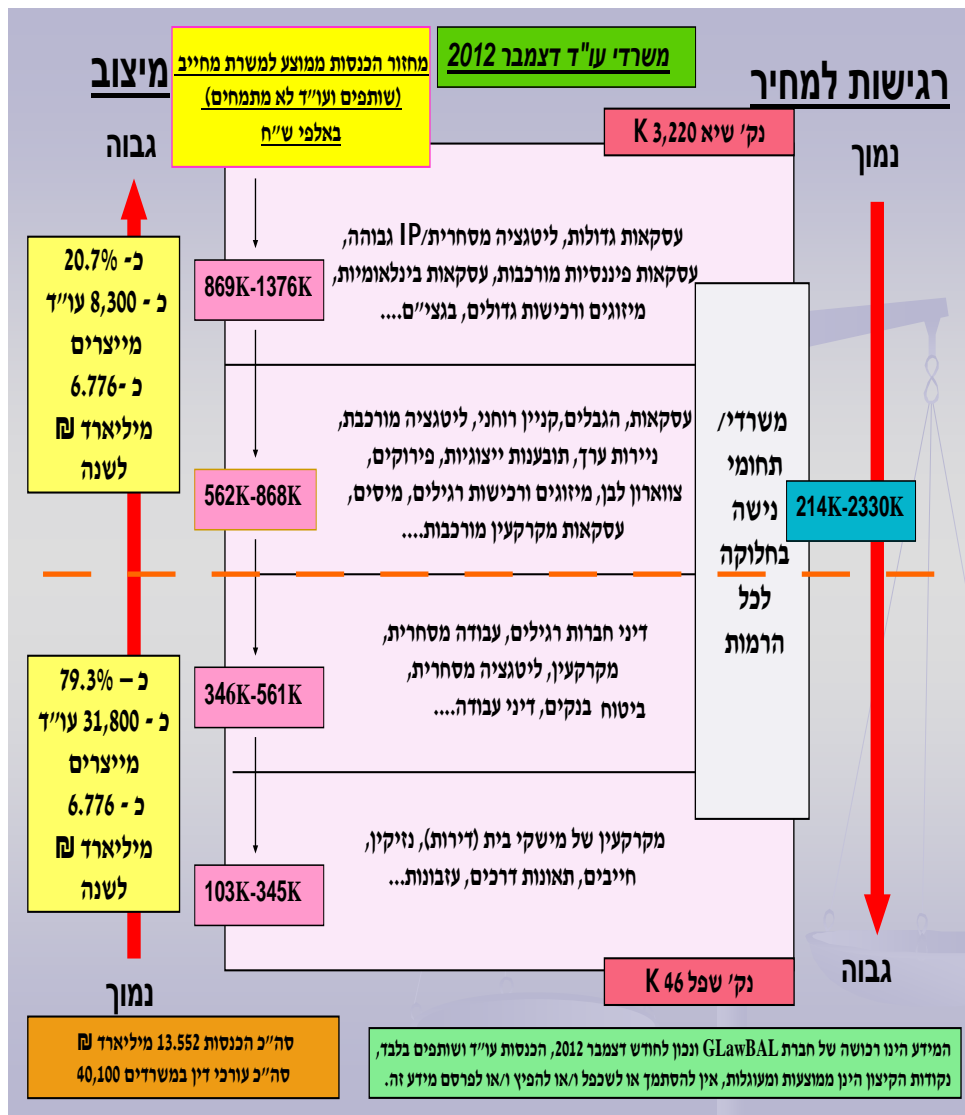 משרדי עו"ד דצמבר 2012
רגישות למחיר
נמוך
גבוה
מיצוב
גבוה
נמוך
מחזור הכנסות ממוצע למשרת מחייב
(שותפים ועו"ד לא מתמחים)
באלפי ש"ח
נק' שיא 3,220 K
עסקאות גדולות, ליטגציה מסחרית/IP גבוהה,
עסקאות פיננסיות מורכבות, עסקאות בינלאומיות,
מיזוגים ורכישות גדולים, בגצי"ם....
869K-1376K
עסקאות, הגבלים,קניין רוחני, ליטגציה מורכבת,
ניירות ערך, תובענות ייצוגיות, פירוקים,
צווארון לבן, מיזוגים ורכישות רגילים, מיסים,
עסקאות מקרקעין מורכבות....
562K-868K
דיני חברות רגילים, עבודה מסחרית,
מקרקעין, ליטגציה מסחרית,
ביטוח בנקים, דיני עבודה....
346K-561K
מקרקעין של מישקי בית (דירות), נזיקין,
חייבים, תאונות דרכים, עזבונות...
103K-345K
נק' שפל 46 K
משרדי/
תחומי
נישה
בחלוקה
לכל
הרמות
214K-2330K
כ- 20.7%
כ - 8,300 עו"ד
מייצרים
כ -6.776
מיליארד ₪
לשנה
כ – 79.3%
כ - 31,800 עו"ד
מייצרים
כ - 6.776
מיליארד ₪
לשנה
המידע הינו רכושה של חברת GLawBAL ונכון לחודש דצמבר 2012, הכנסות עו"ד ושותפים בלבד,
נקודות הקיצון הינן ממוצעות ומעוגלות, אין להסתמך או לשכפל ו/או להפיץ ו/או לפרסם מידע זה.
סה"כ הכנסות 13.552 מיליארד ₪
סה"כ עורכי דין במשרדים 40,100